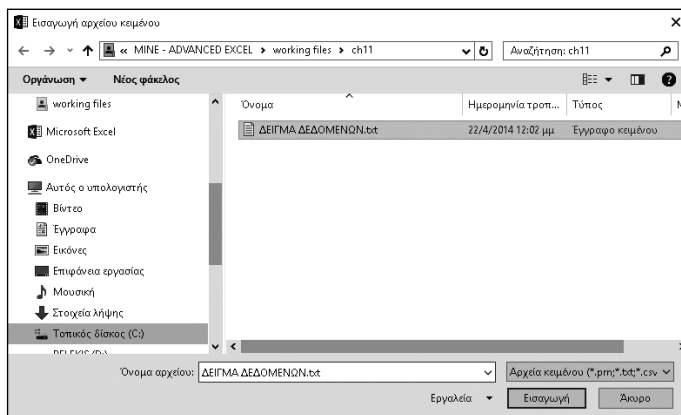 Εισαγωγή αρχείου κειμένου
« MINE - ADVANCED EXCEL > working files > ch11
Αναζήτηση: ch11
Οργάνωση
Νέος φάκελος
working files
Microsoft Excel
OneDrive
Αυτός ο υπολογιστής
Βίντεο
Έγγραφα
Εικόνες
Επιφάνεια εργασίας
Μουσική
Στοιχεία λήψης
Τοπικός δίσκος (C:)
Όνομα Ημερομηνία τροπ... Τύπος
ΔΕΙΓΜΑ ΔΕΔΟΜΕΝΩΝ.txt 22/4/2014 12:02 μμ Έγγραφο κειμένου
Όνομα αρχείου: ΔΕΙΓΜΑ ΔΕΔΟΜΕΝΩΝ.txt
Αρχεία κειμένου (*.prn;*.txt;*.csv
Εργαλεία
Εισαγωγή
Άκυρο